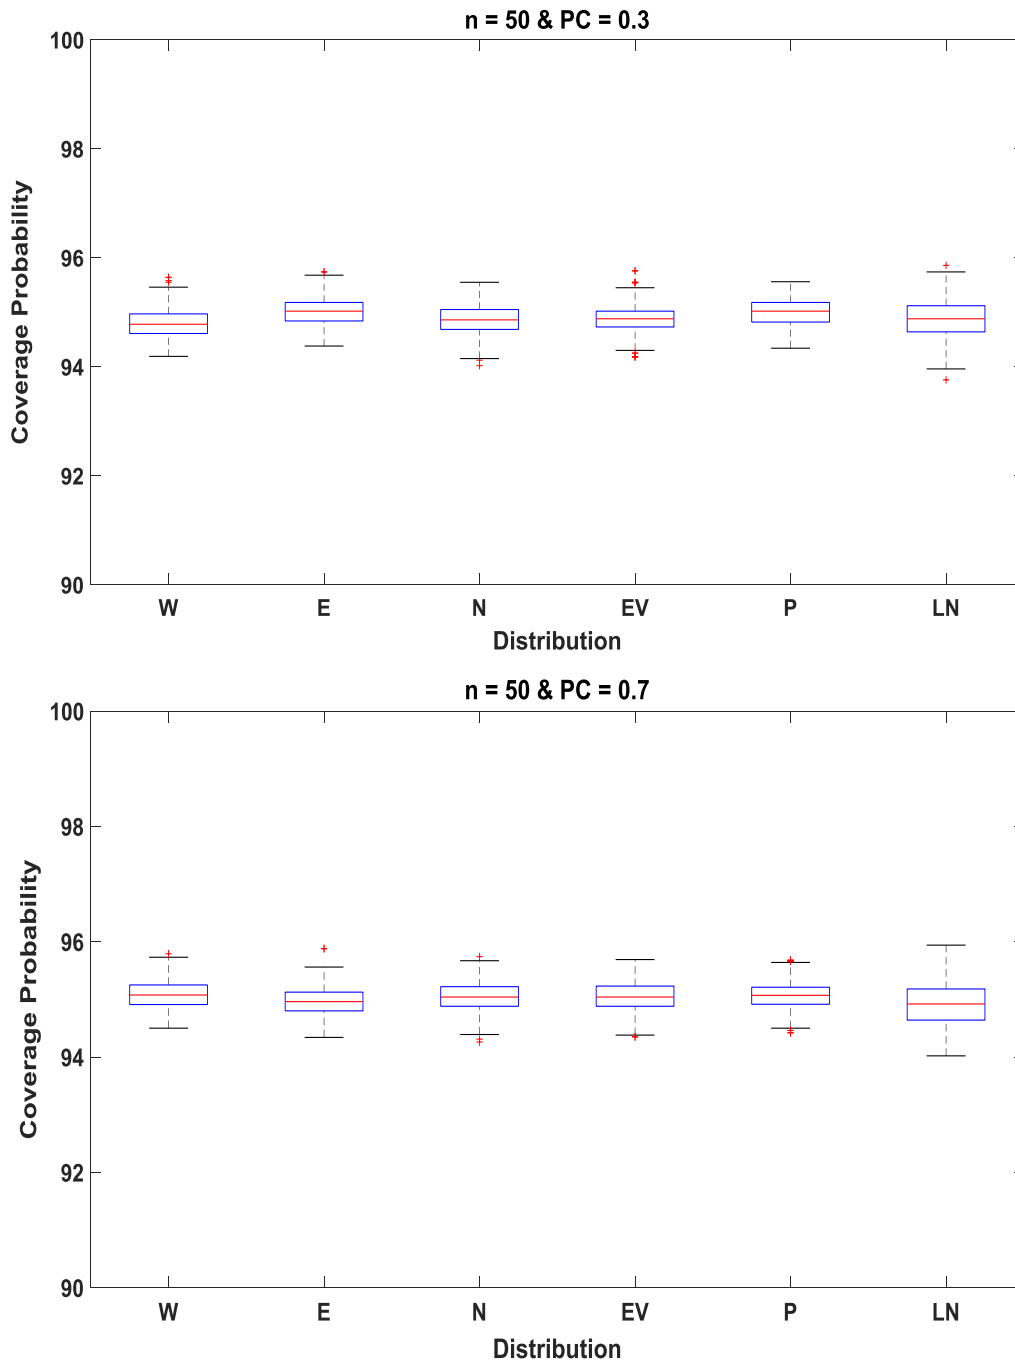 n = 50 & PC = 0.3
100
98
96
94
92
90
Coverage Probability
W E N EV P LN
Distribution
n = 50 & PC = 0.7
100
98
96
94
92
90
Coverage Probability
W E N EV P LN
Distribution